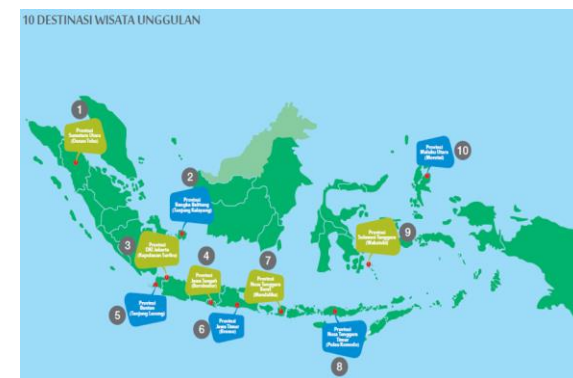 10 DESTINASI WISATA UNGGULAN
1
Provinsi
Sumatera Utara
(Danau Toba)
2
Provinsi
Bangka Belitung
(Tanjung Kelayang)
3
Provinsi
DKI Jakarta
(Kepulauan Seribu)
4
Provinsi
Jawa Tengah
(Borobudur)
5
Provinsi
Banten
(Tanjung Lesung)
6
Provinsi
Jawa Timur
(Bromo)
7
Provinsi
Nusa Tenggara
Barat
(Mandalika)
8
Provinsi
Nusa Tenggara
Timur
(Pulau Komodo)
9
Provinsi
Sulawesi Tenggara
(Wakatobi)
10
Provinsi
Maluku Utara
(Morotai)